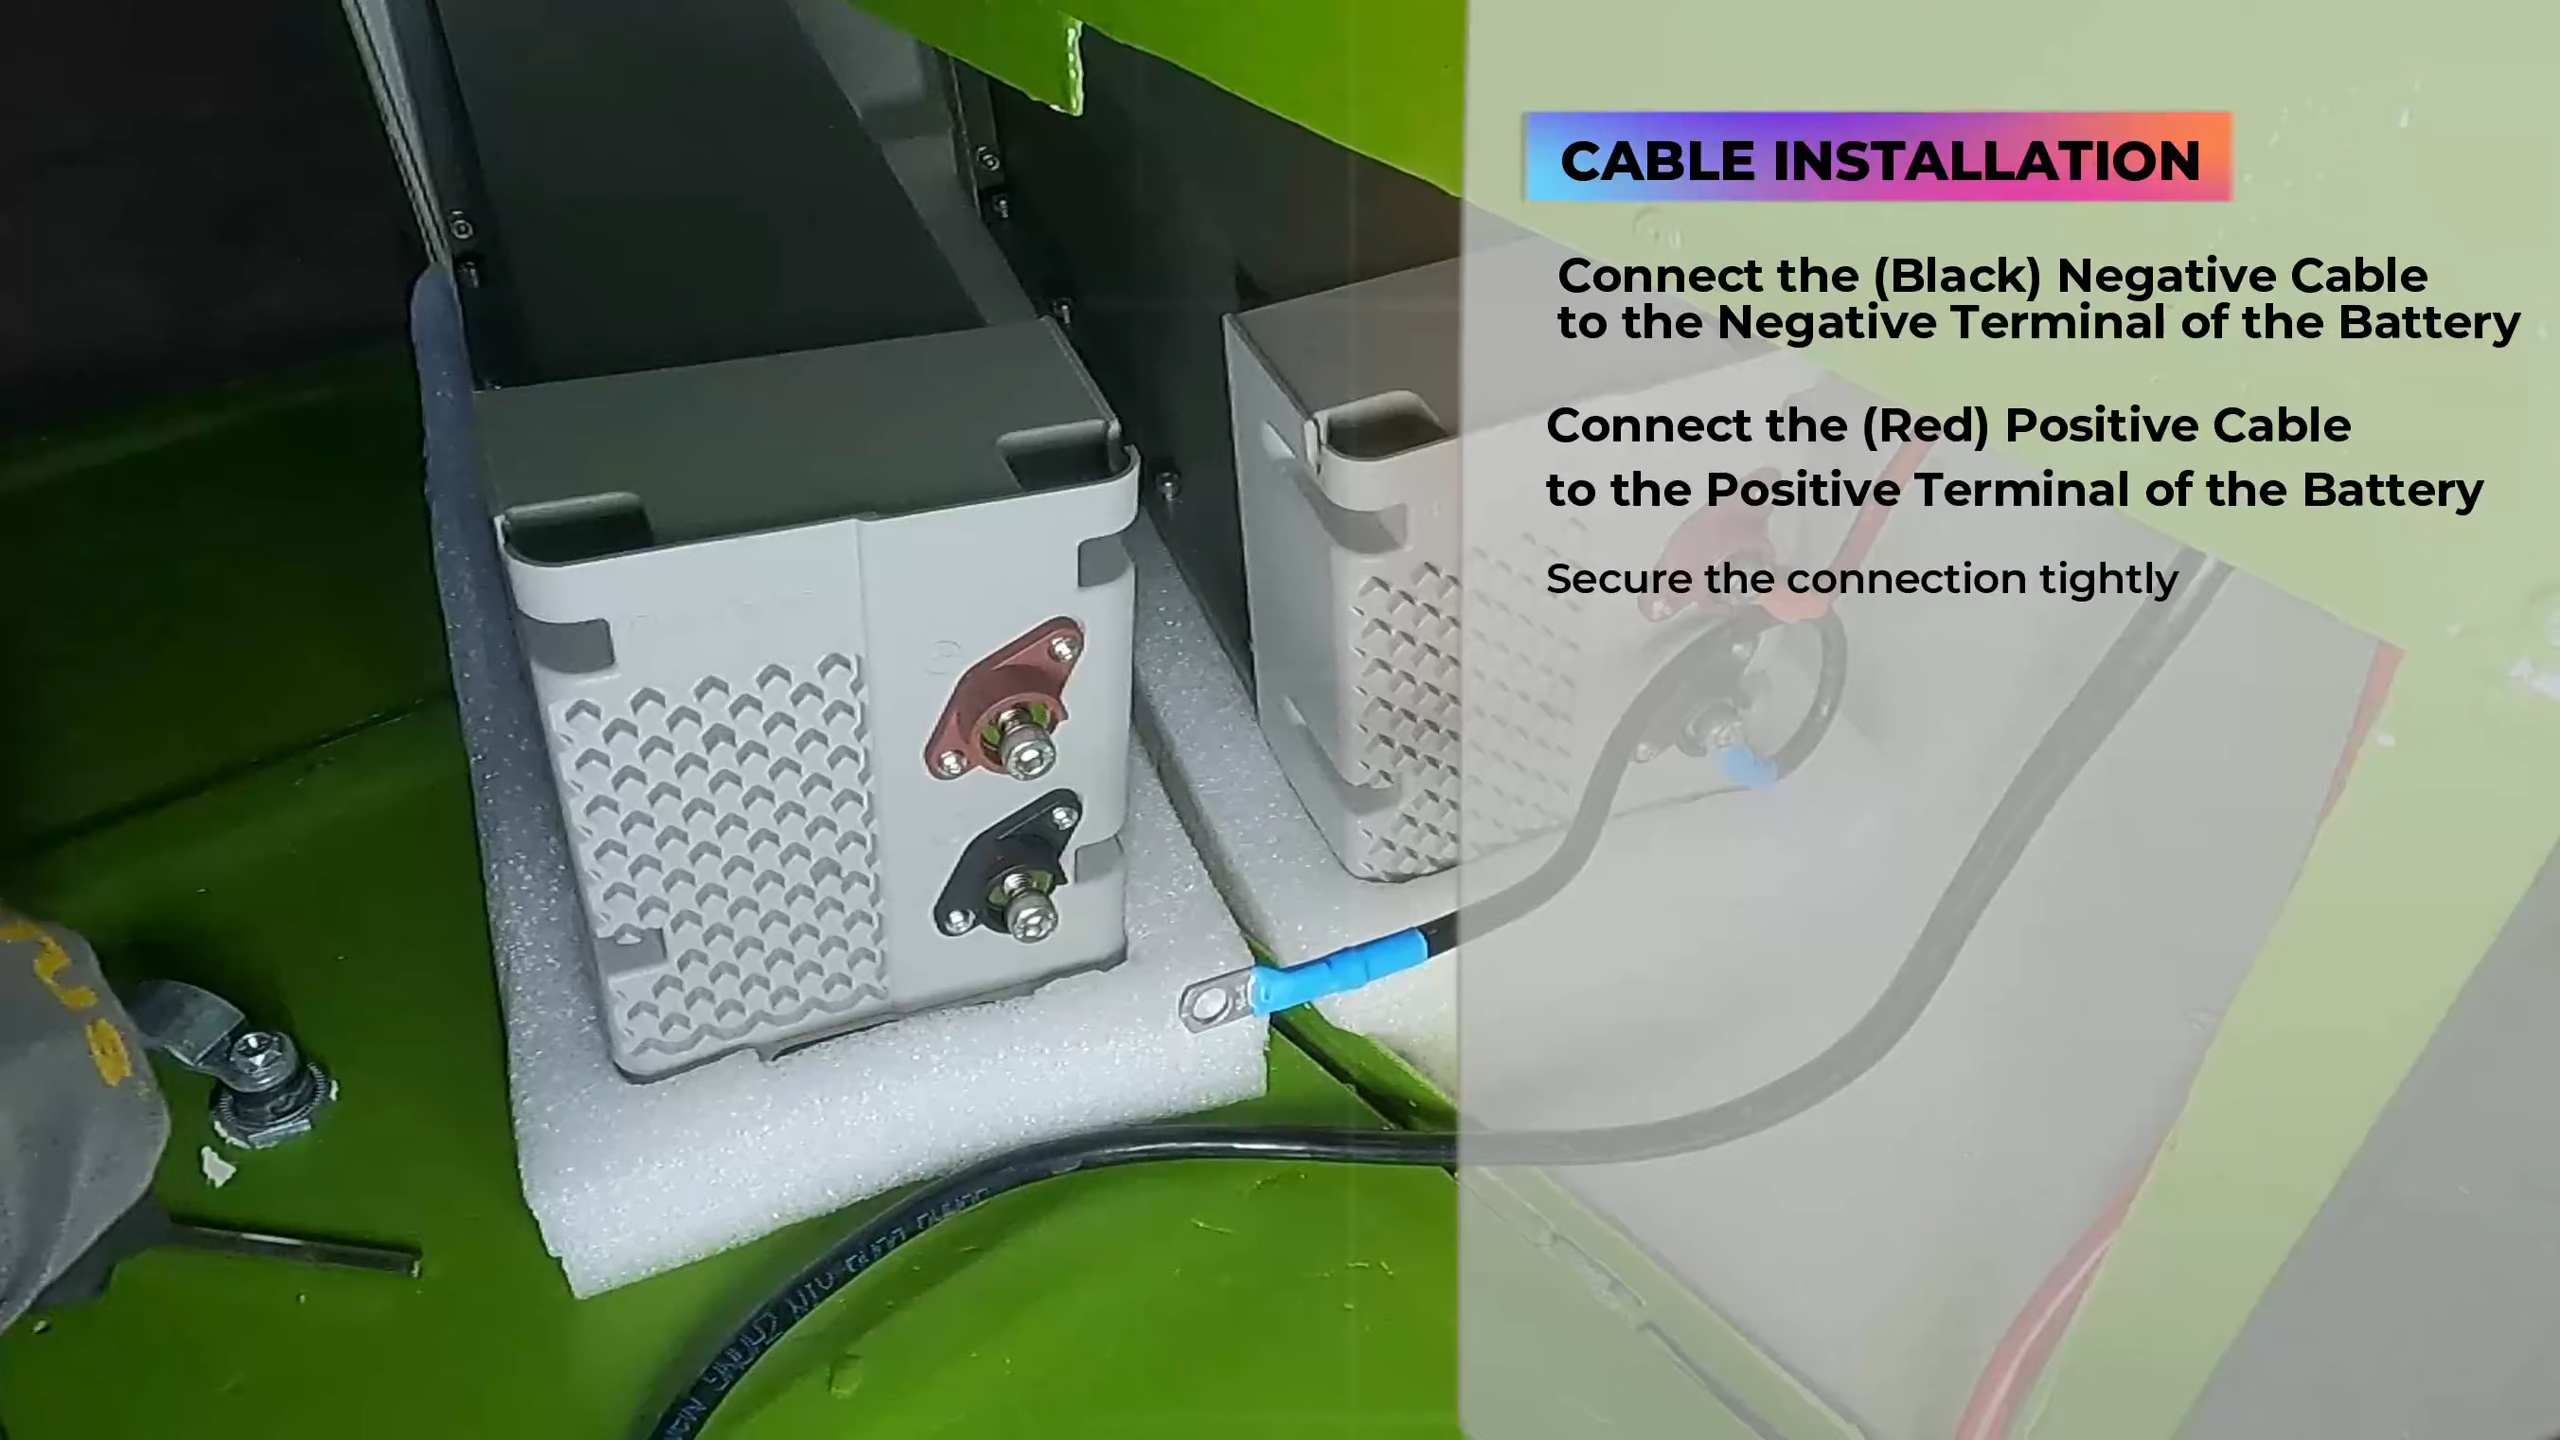 CABLE INSTALLATION
Connect the (Black) Negative Cable
to the Negative Terminal of the Battery
Connect the (Red) Positive Cable
to the Positive Terminal of the Battery
Secure the connection tightly